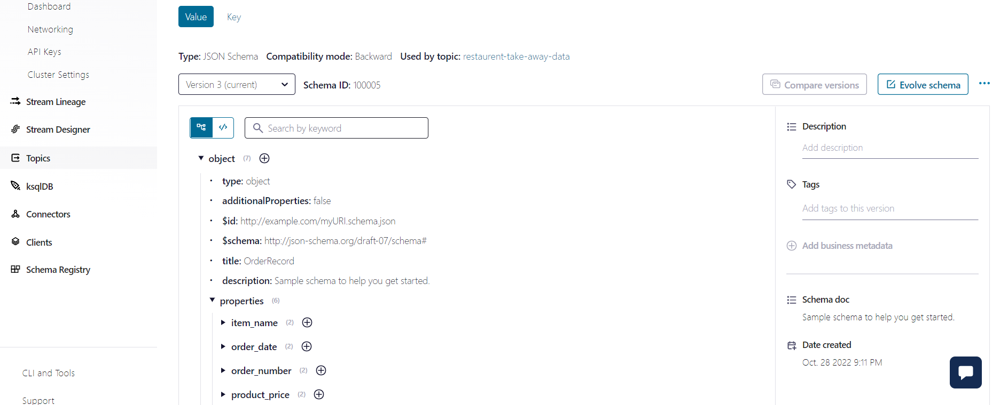 Dashboard
Networking
API Keys
Cluster Settings
Stream Lineage
Stream Designer
Topics
ksqlDB
Connectors
Clients
Schema Registry
CLI and Tools
Support
Value Key
Type: JSON Schema Compatibility mode: Backward Used by topic: restaurent-take-away-data
Version 3 (current) Schema ID: 100005 Compare versions Evolve schema
Search by keyword
object (7)
type: object
additionalProperties: false
$id: http://example.com/myURI.schema.json
$schema: http://json-schema.org/draft-07/schema#
title: OrderRecord
description: Sample schema to help you get started.
properties (6)
item_name (2)
order_date (2)
order_number (2)
product_price (2)
Description
Add description
Tags
Add tags to this version
Add business metadata
Schema doc
Sample schema to help you get started.
Date created
Oct. 28 2022 9:11 PM